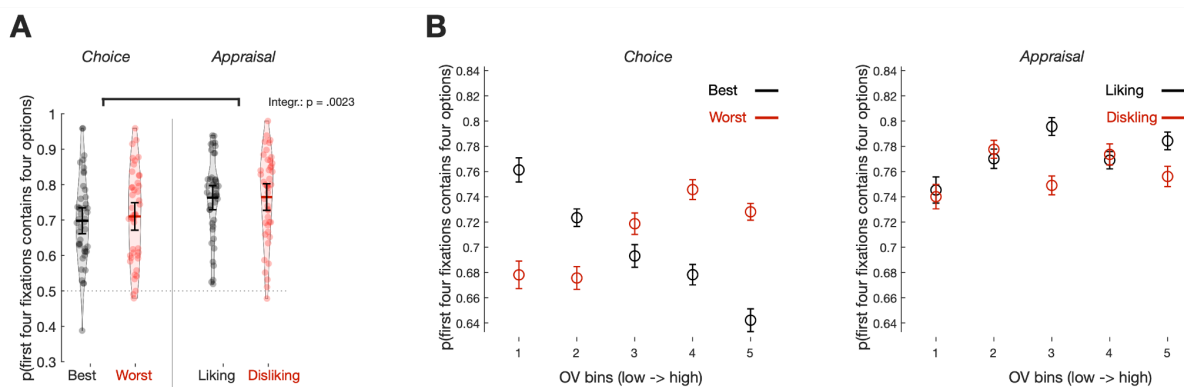 A
Choice
Appraisal
Integr.: p = .0023
p(first four fixations contains four options)
1
0.9
0.8
0.7
0.6
0.5
0.4
0.3
Best
Worst
Liking
Disliking
B
Choice
p(first four fixations contains four options)
0.84
0.82
0.8
0.78
0.76
0.74
0.72
0.7
0.68
0.66
0.64
Best
Worst
1 2 3 4 5
OV bins (low -> high)
Appraisal
p(first four fixations contains four options)
0.84
0.82
0.8
0.78
0.76
0.74
0.72
0.7
0.68
0.66
0.64
Liking
Diskling
1 2 3 4 5
OV bins (low -> high)